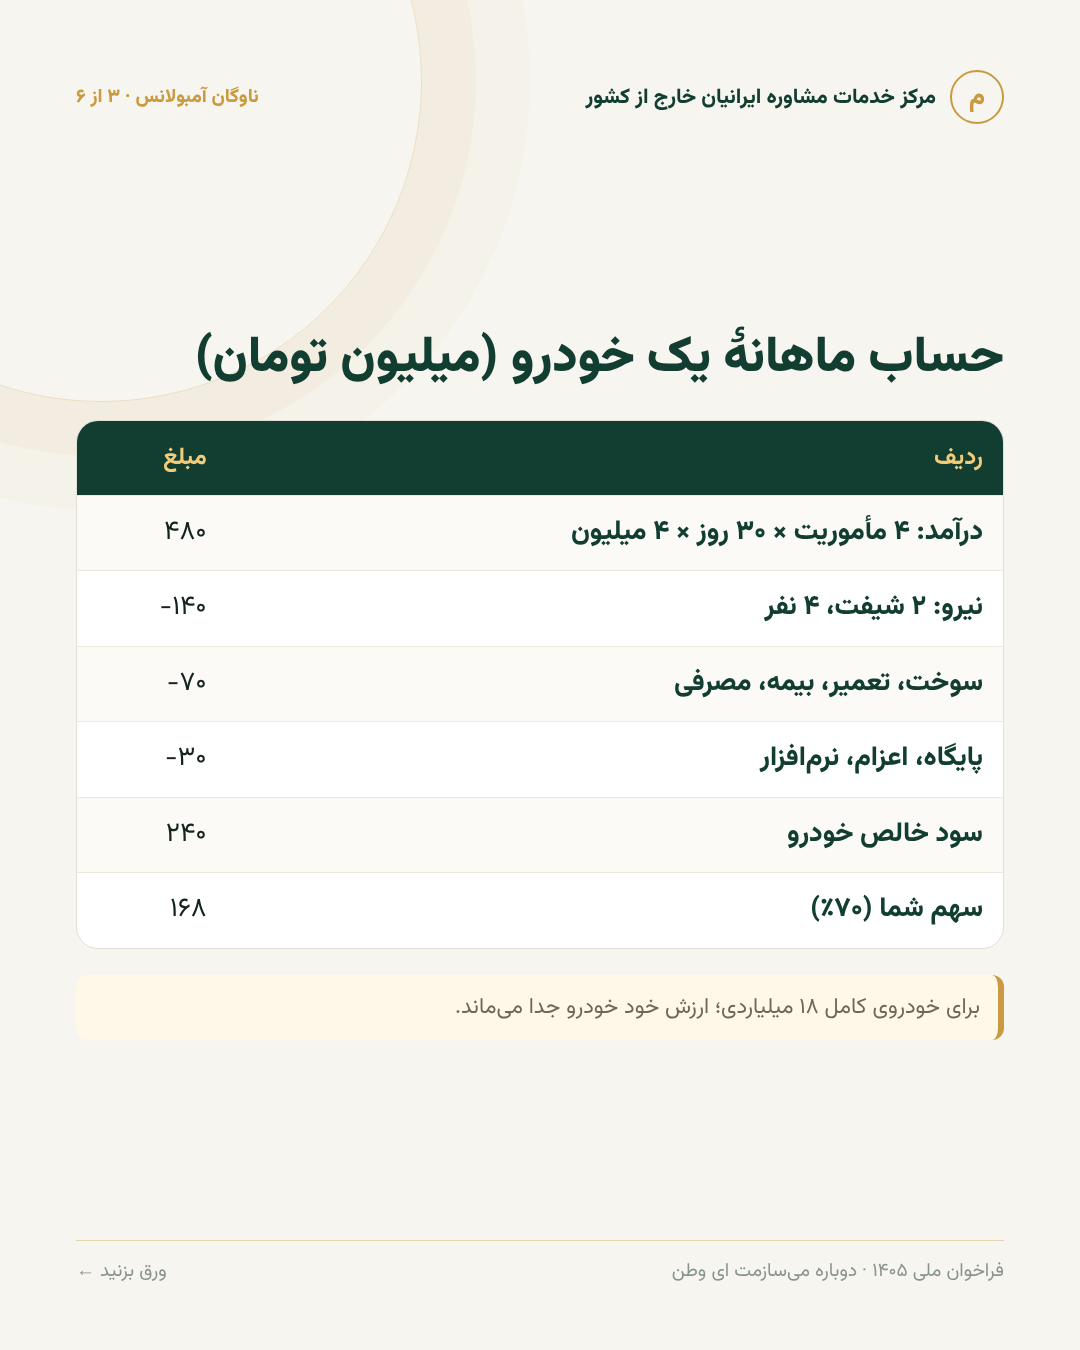 م
مرکز خدمات مشاوره ایرانیان خارج از کشور
ناوگان آمبولانس · ۳ از ۶
حساب ماهانهٔ یک خودرو (میلیون تومان)
ردیف مبلغ
درآمد: ۴ مأموریت × ۳۰ روز × ۴ میلیون ۴۸۰
نیرو: ۲ شیفت، ۴ نفر ۱۴۰-
سوخت، تعمیر، بیمه، مصرفی ۷۰-
پایگاه، اعزام، نرم‌افزار ۳۰-
سود خالص خودرو ۲۴۰
سهم شما (۷۰٪) ۱۶۸
برای خودروی کامل ۱۸ میلیاردی؛ ارزش خود خودرو جدا می‌ماند.
فراخوان ملی ۱۴۰۵ · دوباره می‌سازمت ای وطن
ورق بزنید ←